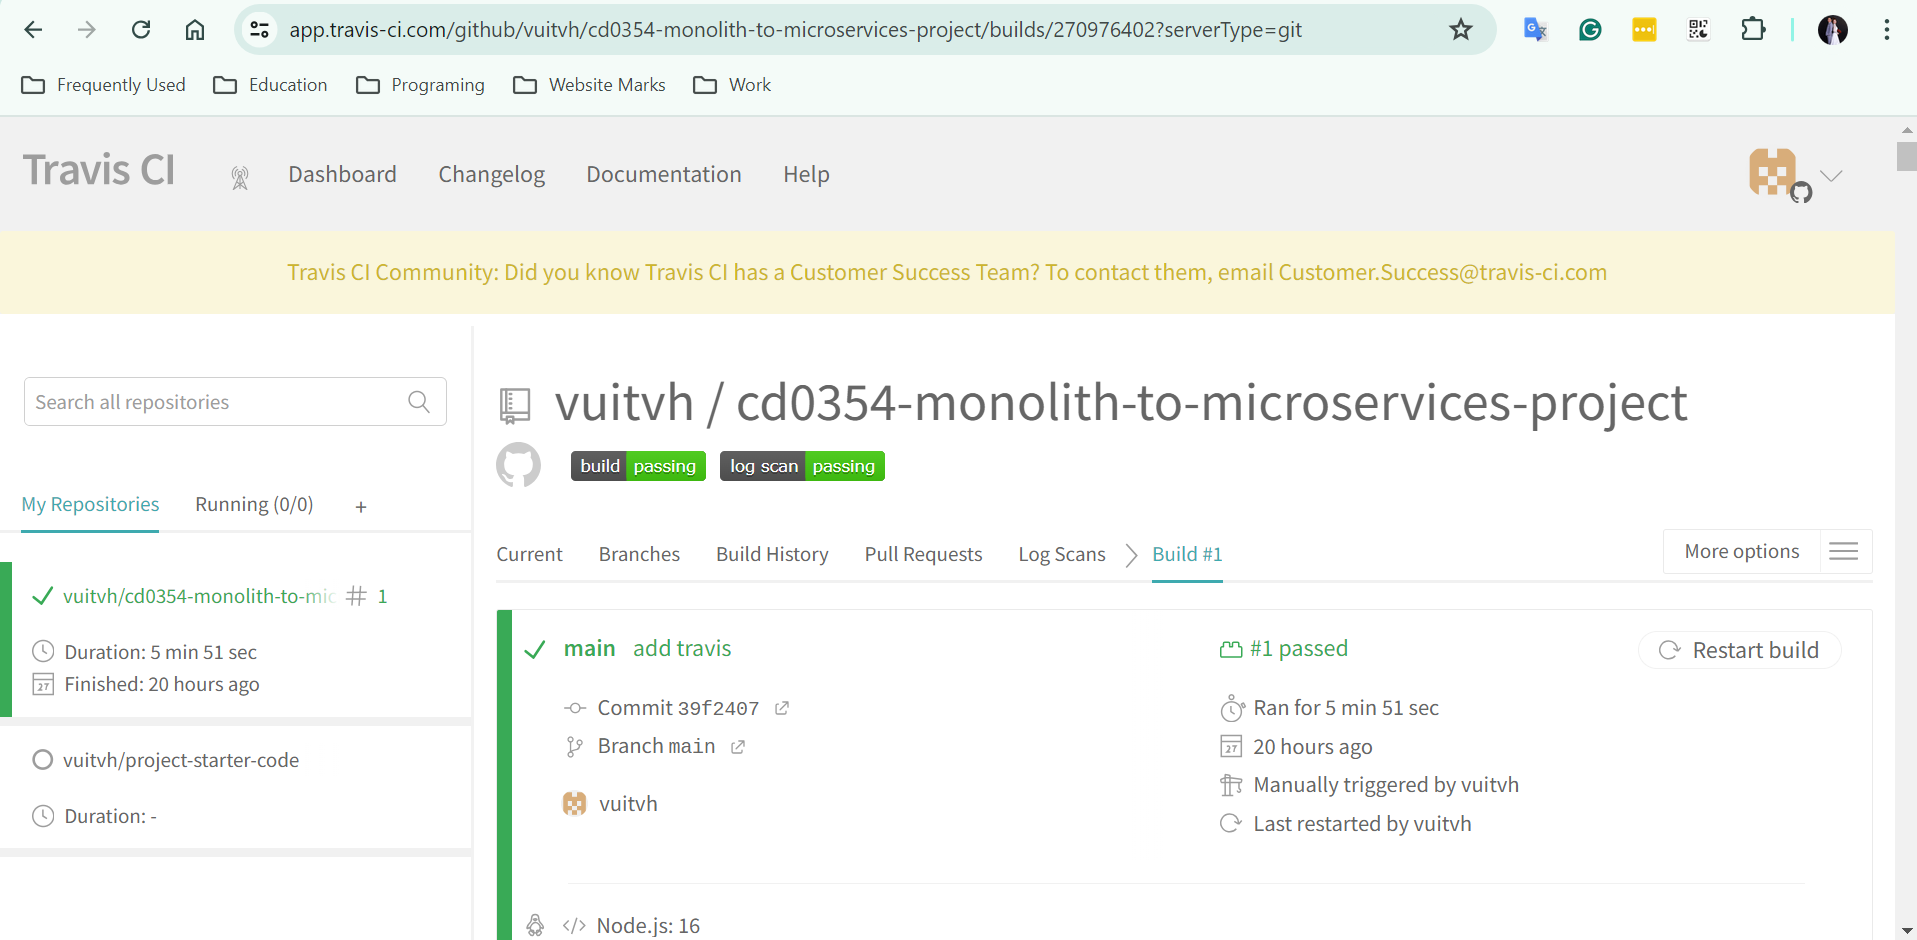 app.travis-ci.com/github/vuitvh/cd0354-monolith-to-microservices-project/builds/270976402?serverType=git
Frequently Used
Education
Programing
Website Marks
Work
Travis CI
Dashboard
Changelog
Documentation
Help
Travis CI Community: Did you know Travis CI has a Customer Success Team? To contact them, email Customer.Success@travis-ci.com
Search all repositories
vuitvh / cd0354-monolith-to-microservices-project
build passing
log scan passing
My Repositories
Running (0/0)
+
Current
Branches
Build History
Pull Requests
Log Scans
Build #1
More options
vuitvh/cd0354-monolith-to-mic
# 1
Duration: 5 min 51 sec
27 Finished: 20 hours ago
vuitvh/project-starter-code
Duration: -
main add travis
Commit 39f2407
Branch main
vuitvh
#1 passed
Ran for 5 min 51 sec
27 20 hours ago
Manually triggered by vuitvh
Last restarted by vuitvh
Restart build
</> Node.js: 16